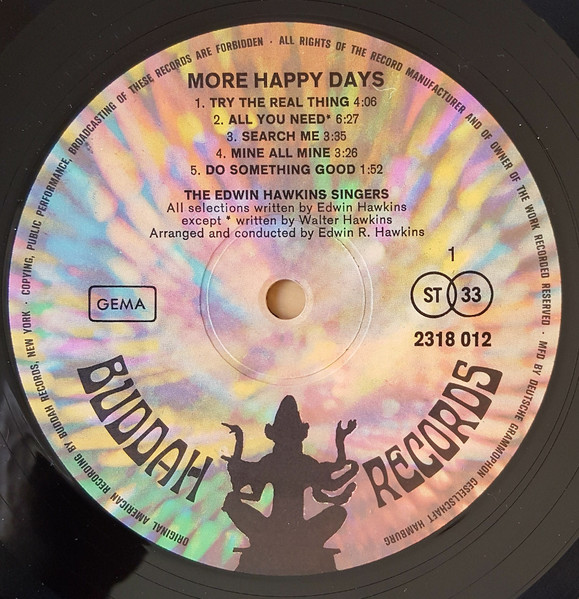 ORIGINAL AMERICAN RECORDING BY BUDDAH RECORDS, NEW YORK · COPYING, PUBLIC PERFORMANCE, BROADCASTING OF THESE RECORDS ARE FORBIDDEN · ALL RIGHTS OF THE RECORD MANUFACTURER AND OF OWNER OF THE WORK RECORDED RESERVED · MFD BY DEUTSCHE GRAMMOPHON GESELLSCHAFT HAMBURG
MORE HAPPY DAYS
1. TRY THE REAL THING 4:06
2. ALL YOU NEED* 6:27
3. SEARCH ME 3:35
4. MINE ALL MINE 3:26
5. DO SOMETHING GOOD 1:52
THE EDWIN HAWKINS SINGERS
All selections written by Edwin Hawkins
except * written by Walter Hawkins
Arranged and conducted by Edwin R. Hawkins
1
GEMA
ST 33
2318 012
BUDDAH RECORDS